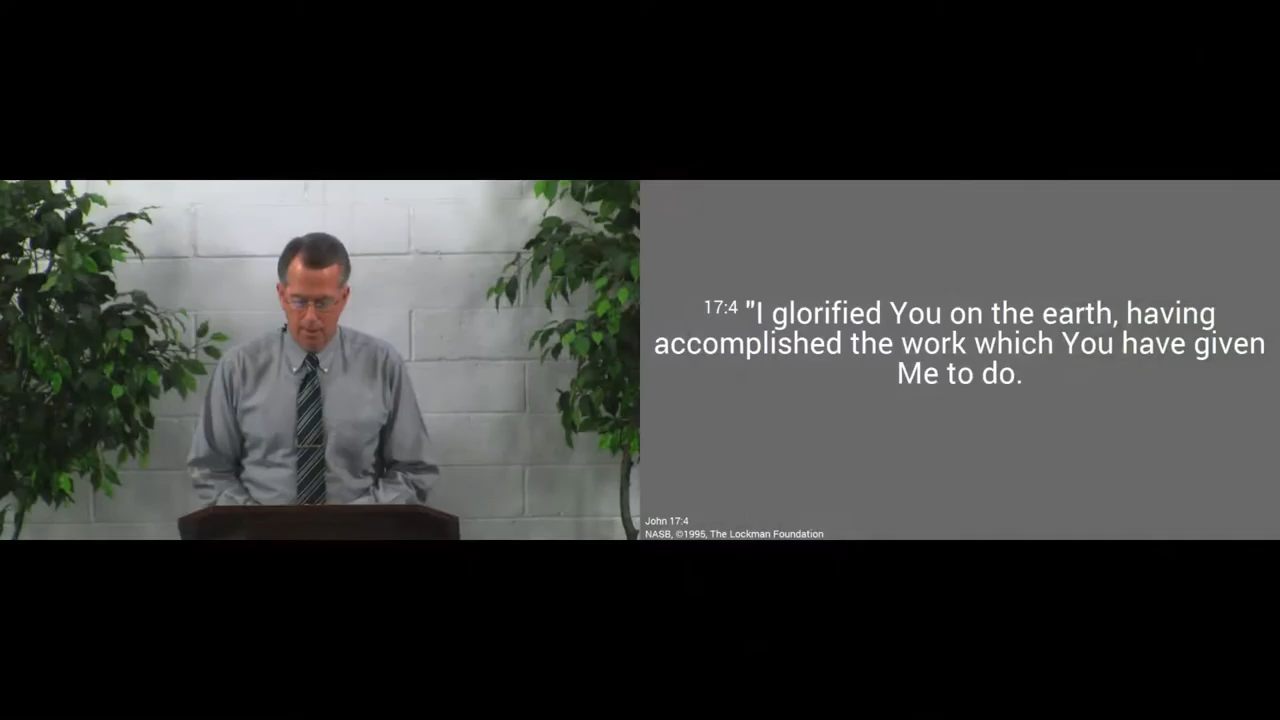 17:4 "I glorified You on the earth, having
accomplished the work which You have given
Me to do.
John 17:4
NASB, ©1995, The Lockman Foundation